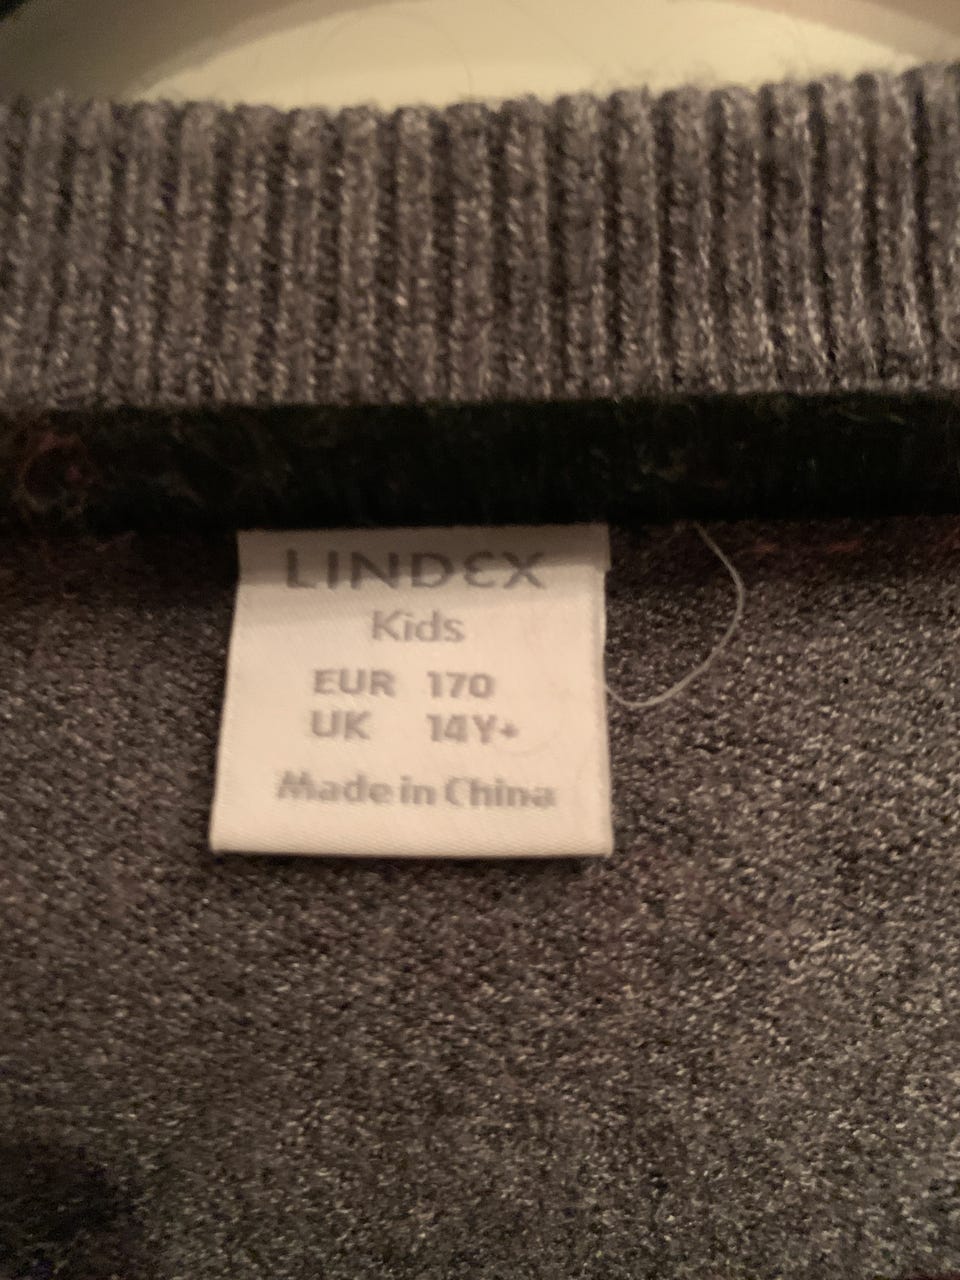 LINDEX
Kids
EUR 170
UK 14Y+
Made in China